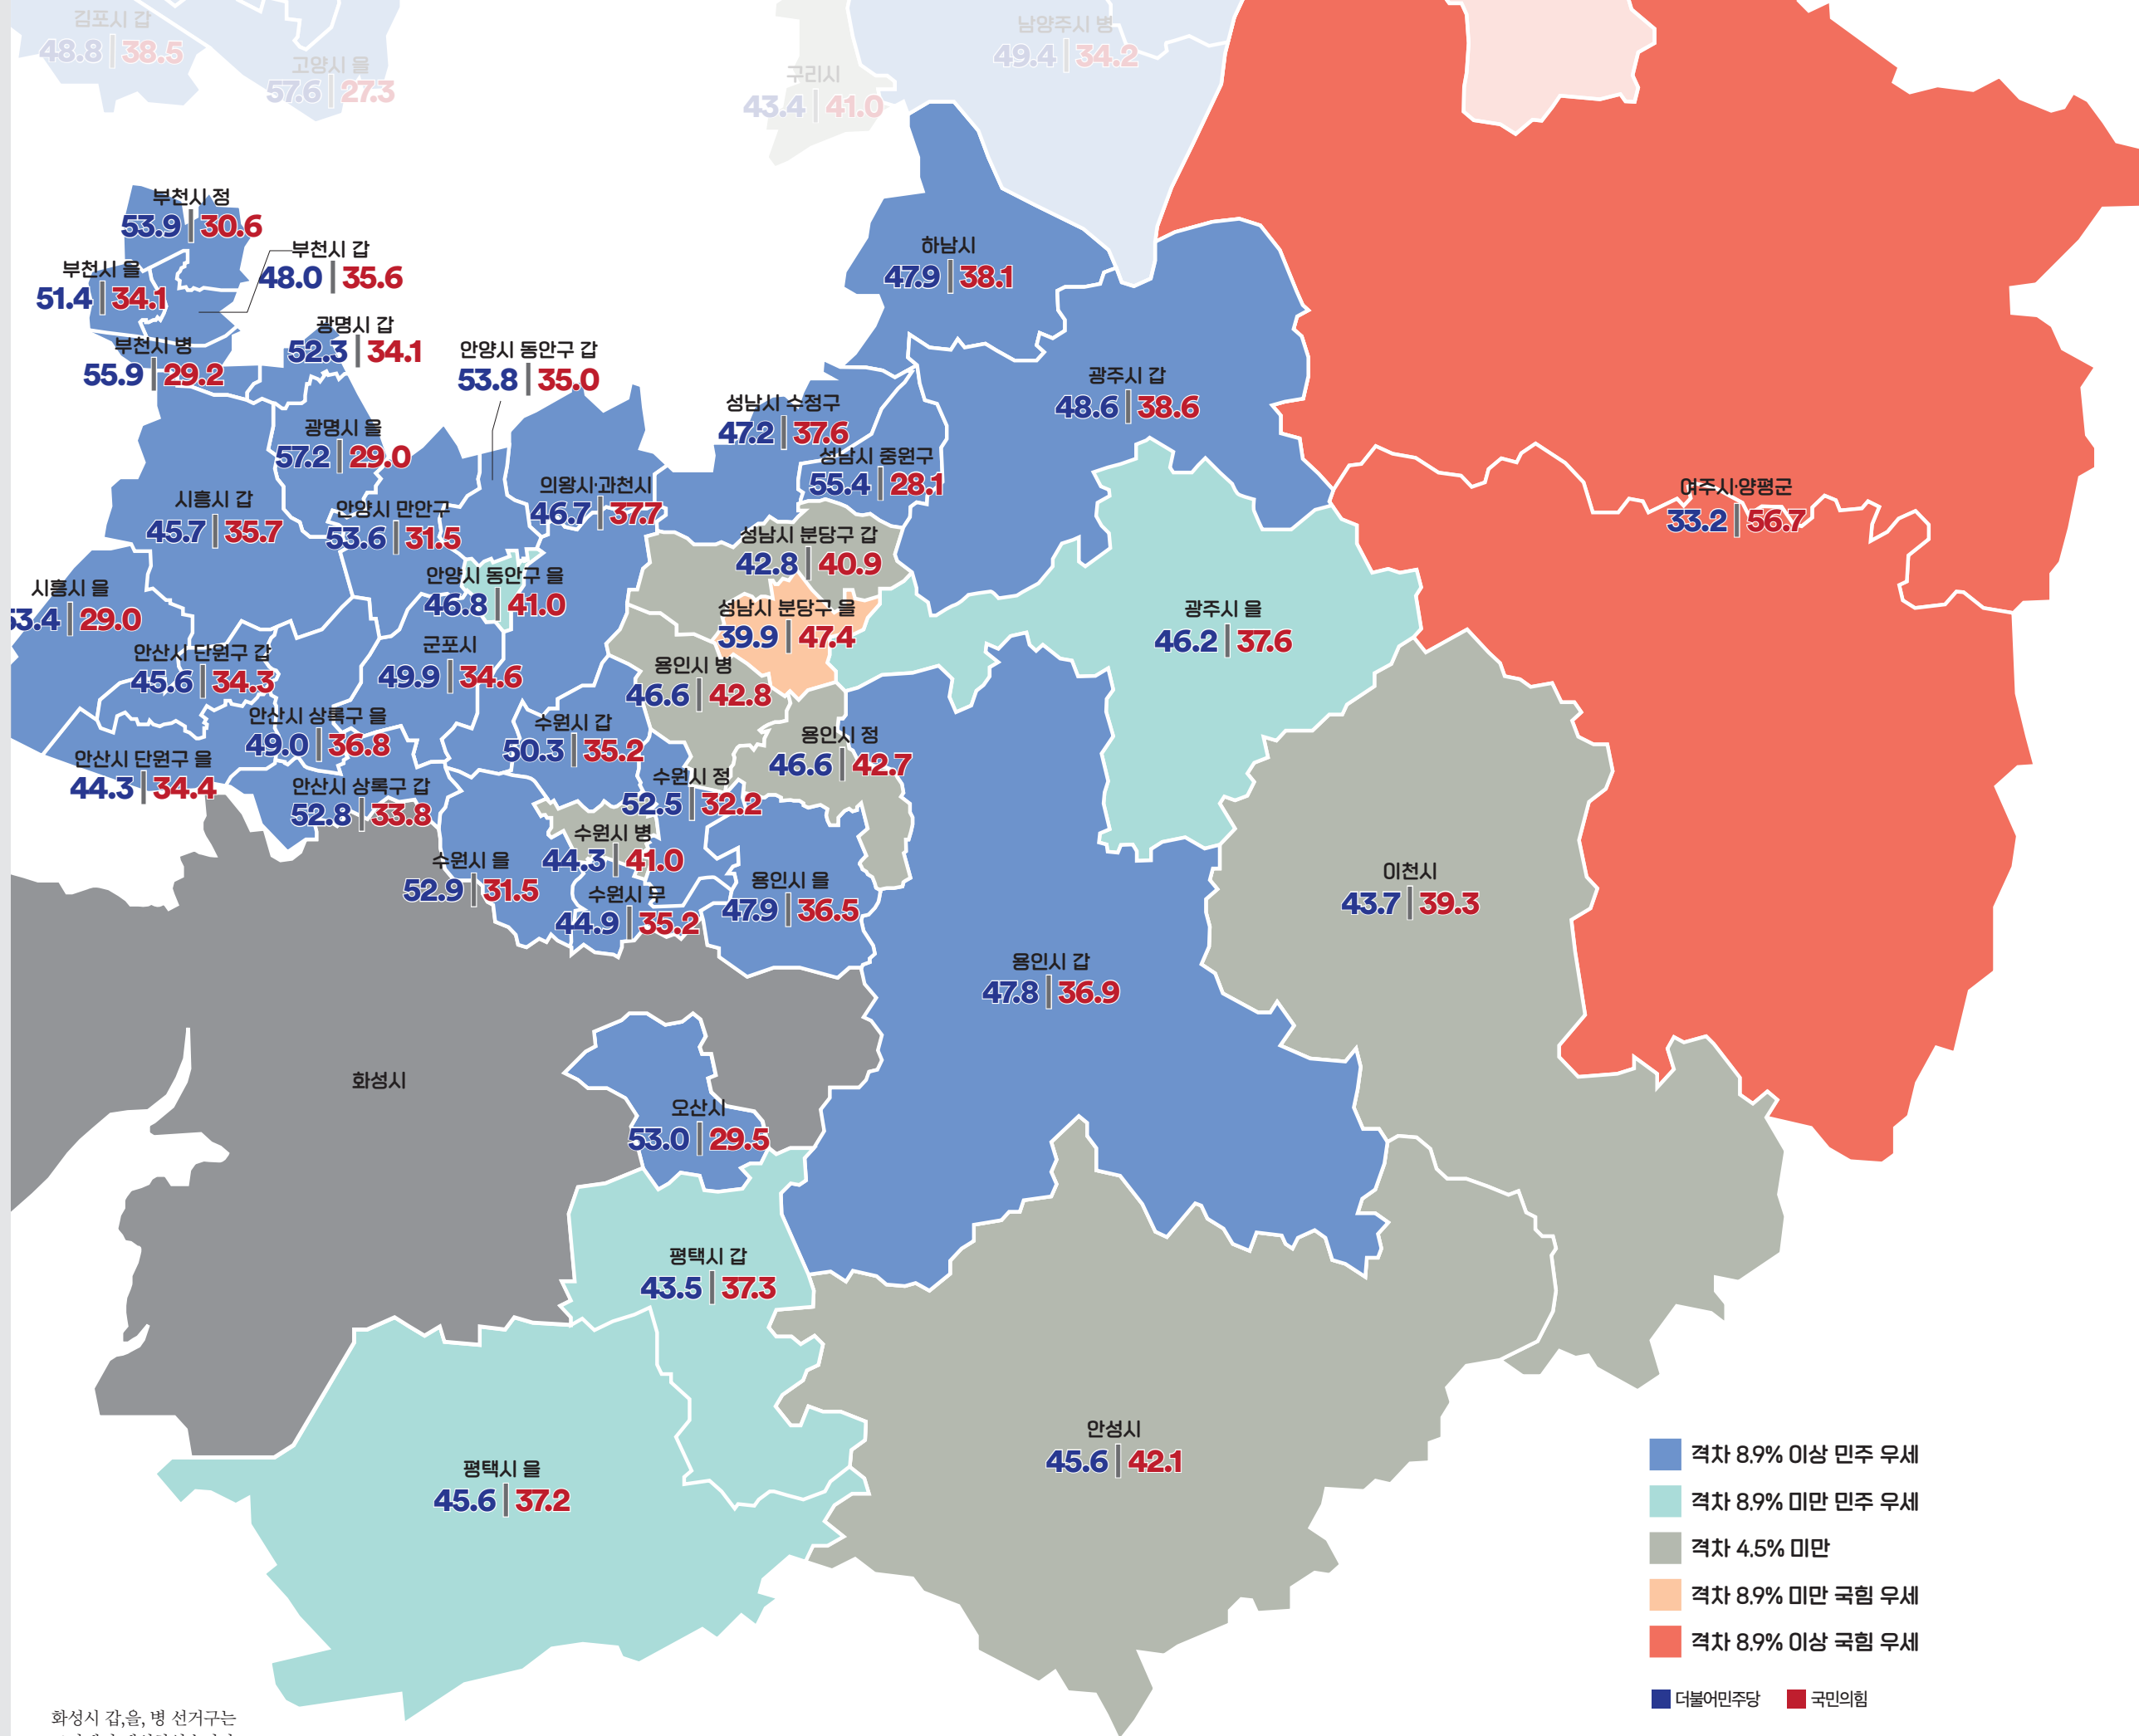 김포시 갑
48.8 38.5
고양시 을
57.6 27.3
구리시
43.4 41.0
남양주시 병
49.4 34.2
부천시 정
53.9 30.6
부천시 갑
48.0 35.6
부천시 을
51.4 34.1
부천시 병
55.9 29.2
광명시 갑
52.3 34.1
안양시 동안구 갑
53.8 35.0
하남시
47.9 38.1
광주시 갑
48.6 38.6
성남시 수정구
47.2 37.6
성남시 중원구
55.4 28.1
광명시 을
57.2 29.0
시흥시 갑
45.7 35.7
안양시 만안구
53.6 31.5
의왕시·과천시
46.7 37.7
여주시·양평군
33.2 56.7
성남시 분당구 갑
42.8 40.9
시흥시 을
53.4 29.0
안양시 동안구 을
46.8 41.0
성남시 분당구 을
39.9 47.4
광주시 을
46.2 37.6
안산시 단원구 갑
45.6 34.3
군포시
49.9 34.6
용인시 병
46.6 42.8
안산시 상록구 을
49.0 36.8
수원시 갑
50.3 35.2
용인시 정
46.6 42.7
안산시 단원구 을
44.3 34.4
안산시 상록구 갑
52.8 33.8
수원시 정
52.5 32.2
수원시 병
44.3 41.0
수원시 을
52.9 31.5
수원시 무
44.9 35.2
용인시 을
47.9 36.5
이천시
43.7 39.3
용인시 갑
47.8 36.9
화성시
오산시
53.0 29.5
평택시 갑
43.5 37.3
안성시
45.6 42.1
평택시 을
45.6 37.2
격차 8.9% 이상 민주 우세
격차 8.9% 미만 민주 우세
격차 4.5% 미만
격차 8.9% 미만 국힘 우세
격차 8.9% 이상 국힘 우세
더불어민주당 국민의힘
화성시 갑,을, 병 선거구는